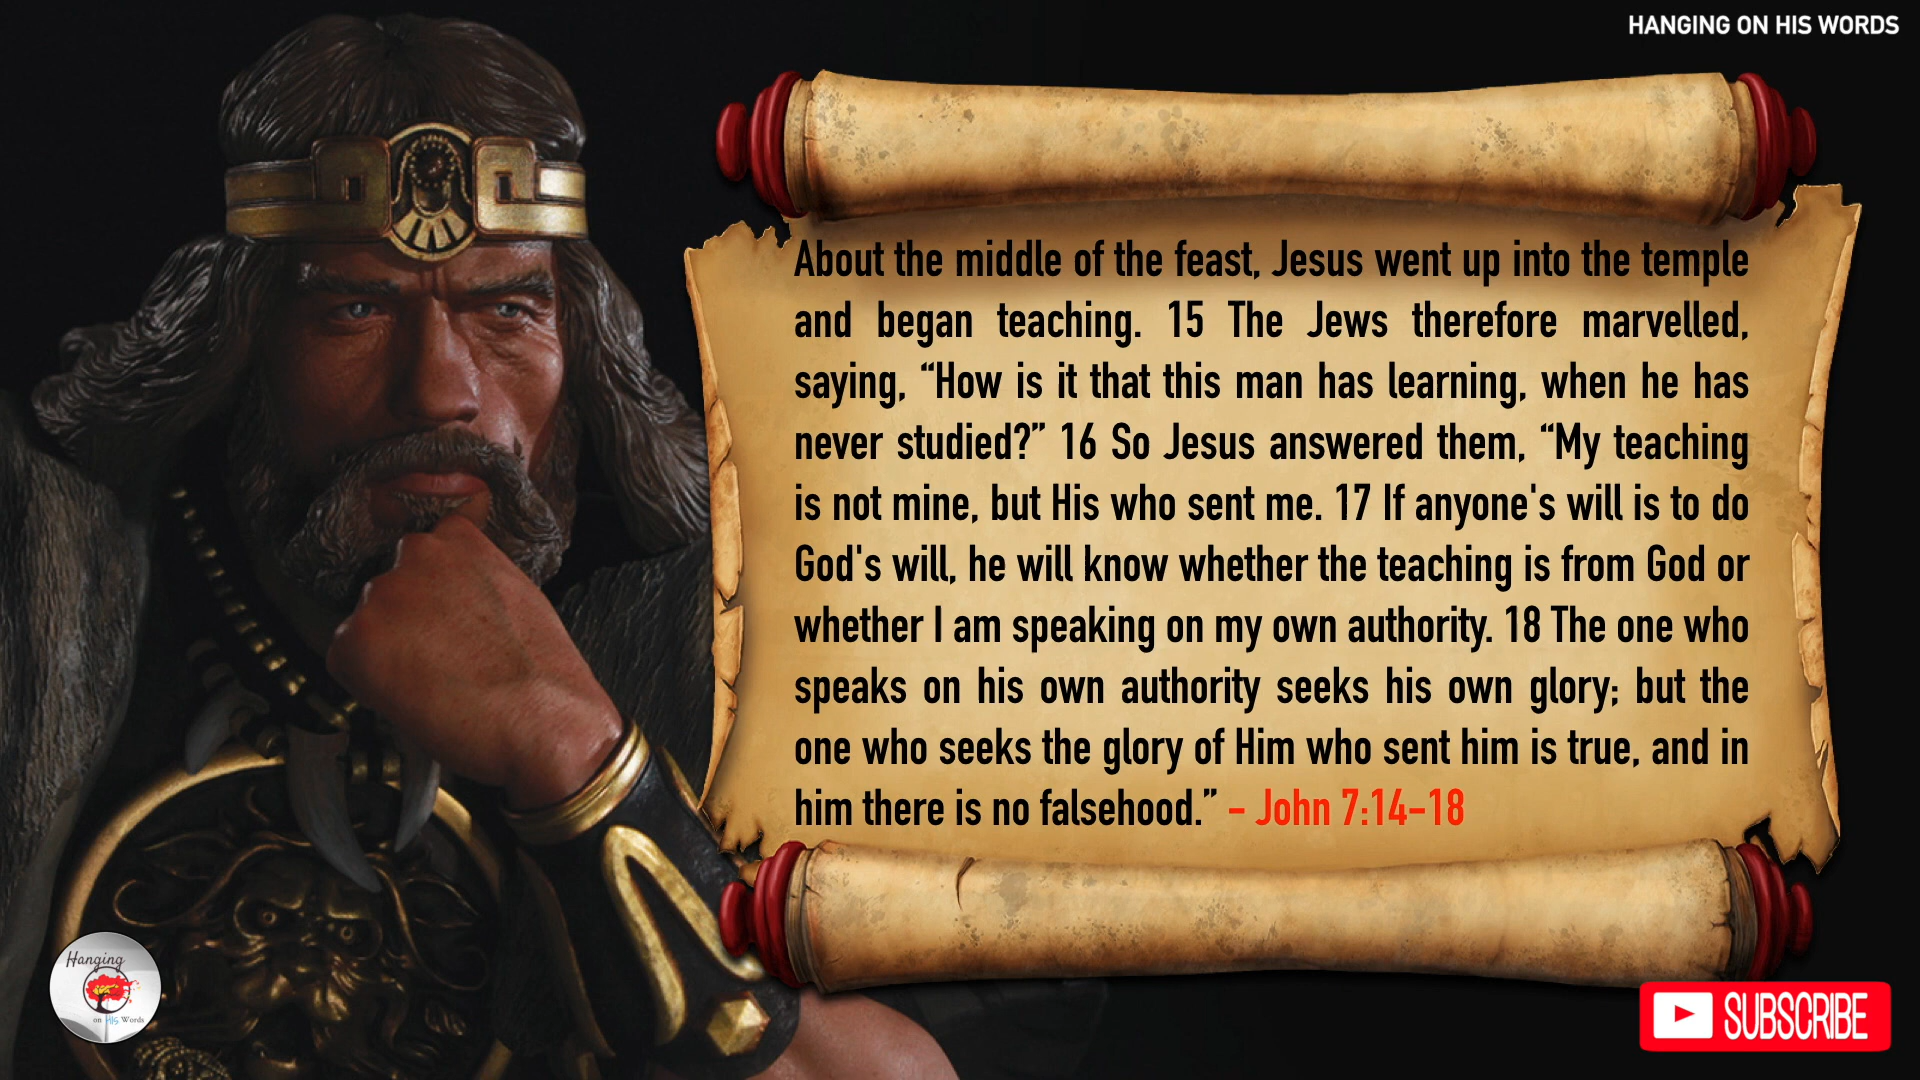 HANGING ON HIS WORDS
About the middle of the feast, Jesus went up into the temple
and began teaching. 15 The Jews therefore marvelled,
saying, “How is it that this man has learning, when he has
never studied?” 16 So Jesus answered them, “My teaching
is not mine, but His who sent me. 17 If anyone's will is to do
God's will, he will know whether the teaching is from God or
whether I am speaking on my own authority. 18 The one who
speaks on his own authority seeks his own glory; but the
one who seeks the glory of Him who sent him is true, and in
him there is no falsehood.” – John 7:14–18
Hanging
on HIS Words
SUBSCRIBE